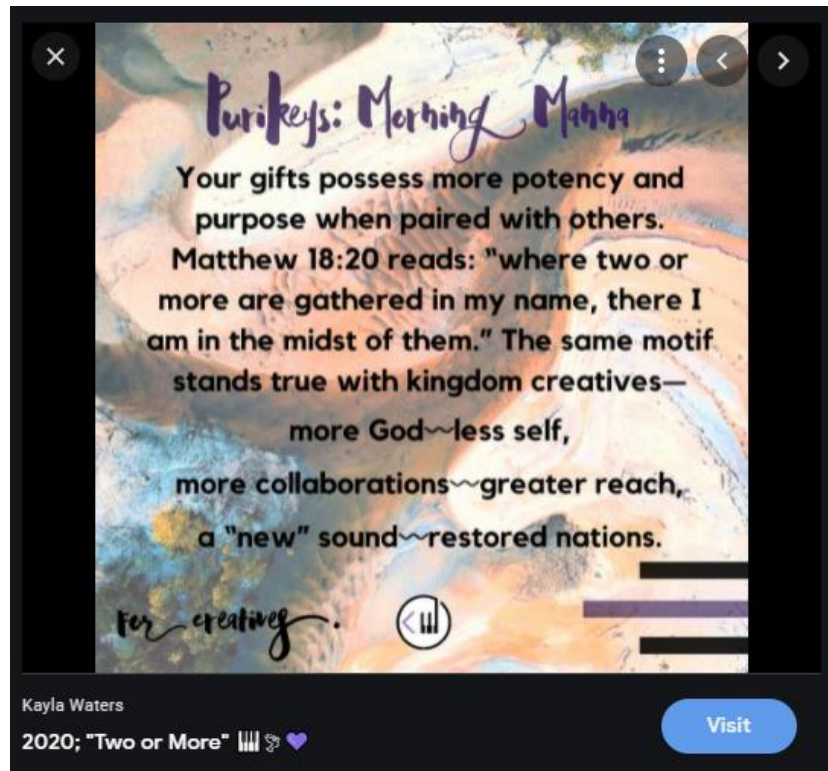 Purikeys: Morning Manna
Your gifts possess more potency and
purpose when paired with others.
Matthew 18:20 reads: "where two or
more are gathered in my name, there I
am in the midst of them." The same motif
stands true with kingdom creatives—
more God〰less self,
more collaborations〰greater reach,
a "new" sound〰restored nations.
For creatives.
Kayla Waters
2020; "Two or More" 🎹🕊💜
Visit